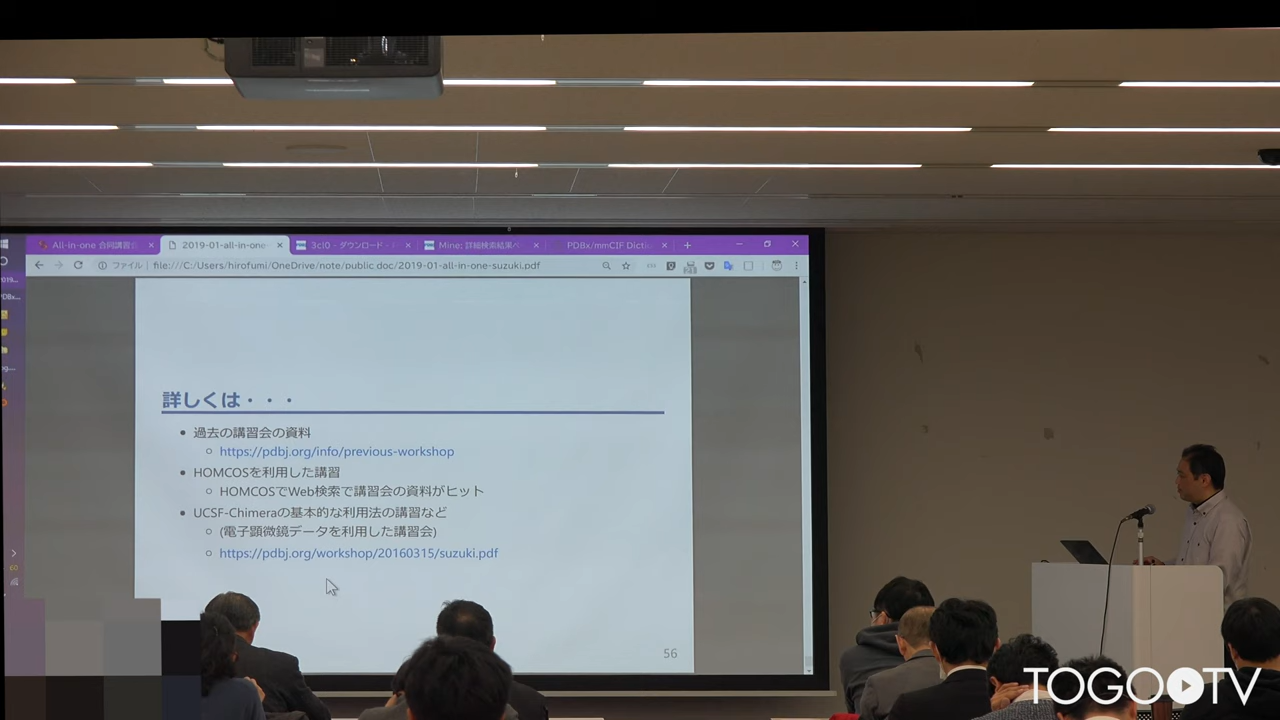 All-in-one 合同講習会
2019-01-all-in-one-
3cl0 - ダウンロード -
Mine: 詳細検索結果ペー
PDBx/mmCIF Dictio
ファイル | file:///C:/Users/hirofumi/OneDrive/note/public_doc/2019-01-all-in-one-suzuki.pdf
詳しくは・・・
• 過去の講習会の資料
◦ https://pdbj.org/info/previous-workshop
• HOMCOSを利用した講習
◦ HOMCOSでWeb検索で講習会の資料がヒット
• UCSF-Chimeraの基本的な利用法の講習など
◦ (電子顕微鏡データを利用した講習会)
◦ https://pdbj.org/workshop/20160315/suzuki.pdf
56
TOGOTV